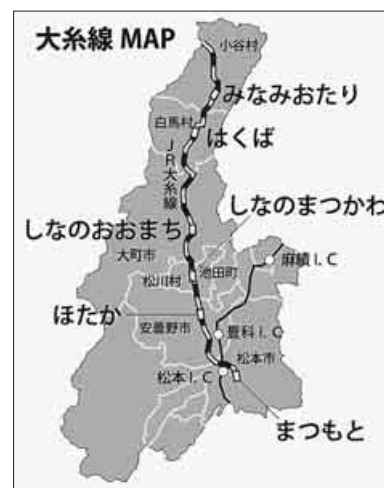 大糸線 MAP
小谷村
みなみおたり
白馬村
はくば
JR大糸線
しなのまつかわ
しなのおおまち
大町市
池田町
麻績I.C
松川村
ほたか
安曇野市
豊科I.C
松本市
松本I.C
まつもと